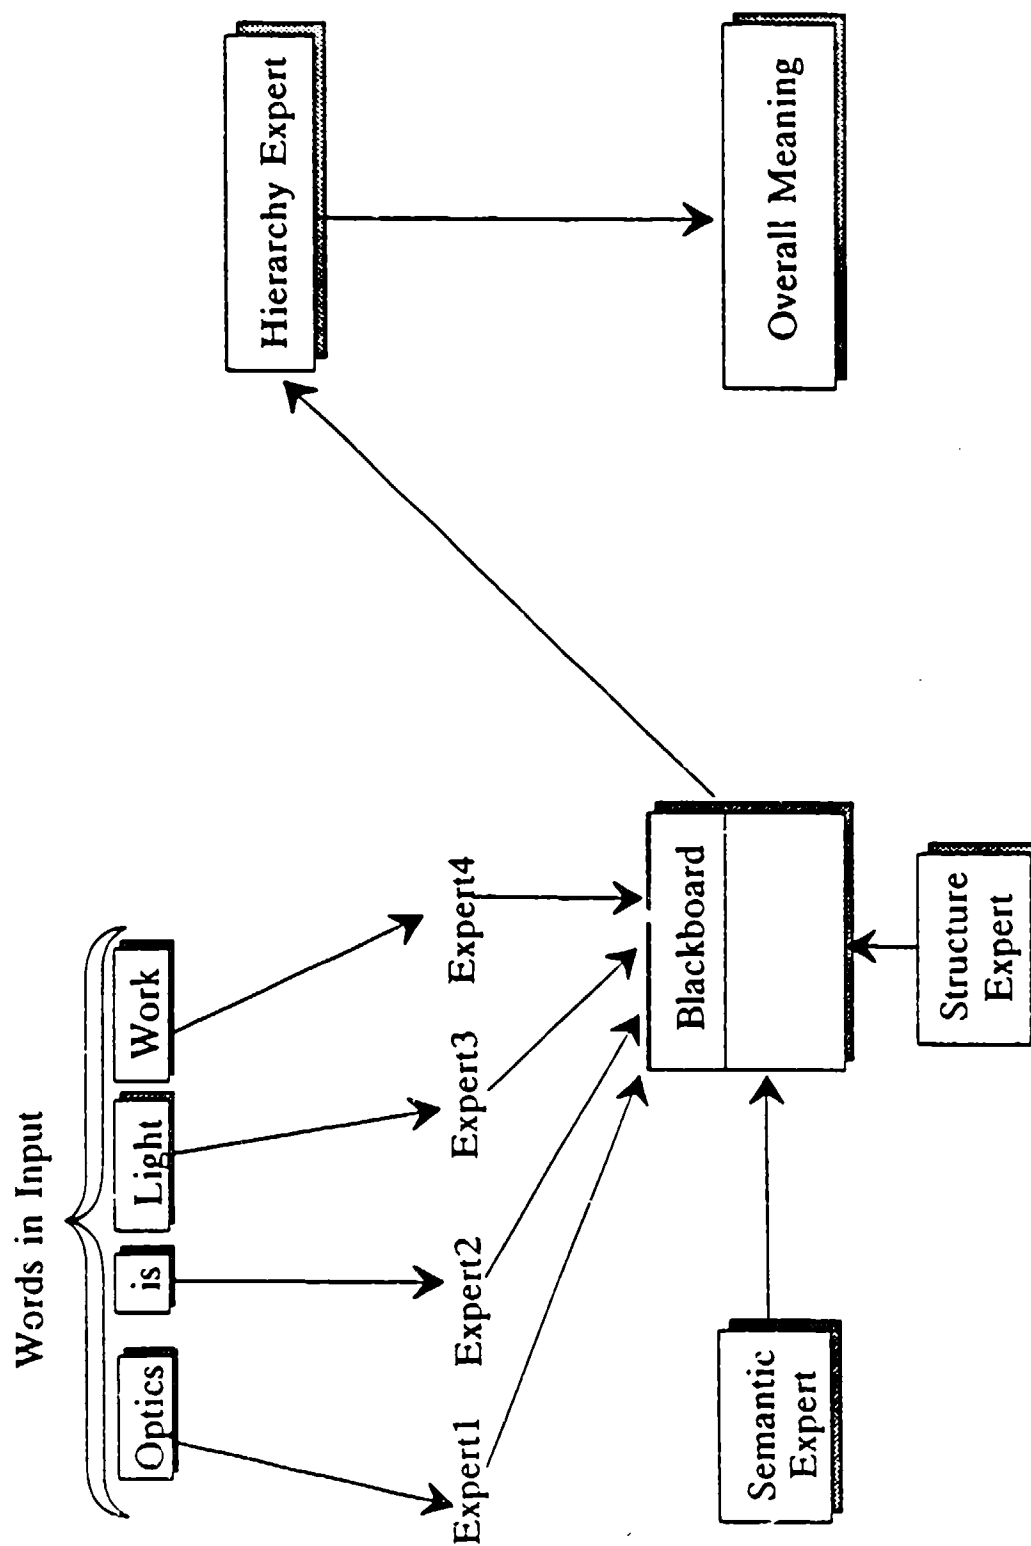 Words in Input
Optics
is
Light
Work
Expert1
Expert2
Expert3
Expert4
Hierarchy Expert
Blackboard
Semantic
Expert
Structure
Expert
Overall Meaning